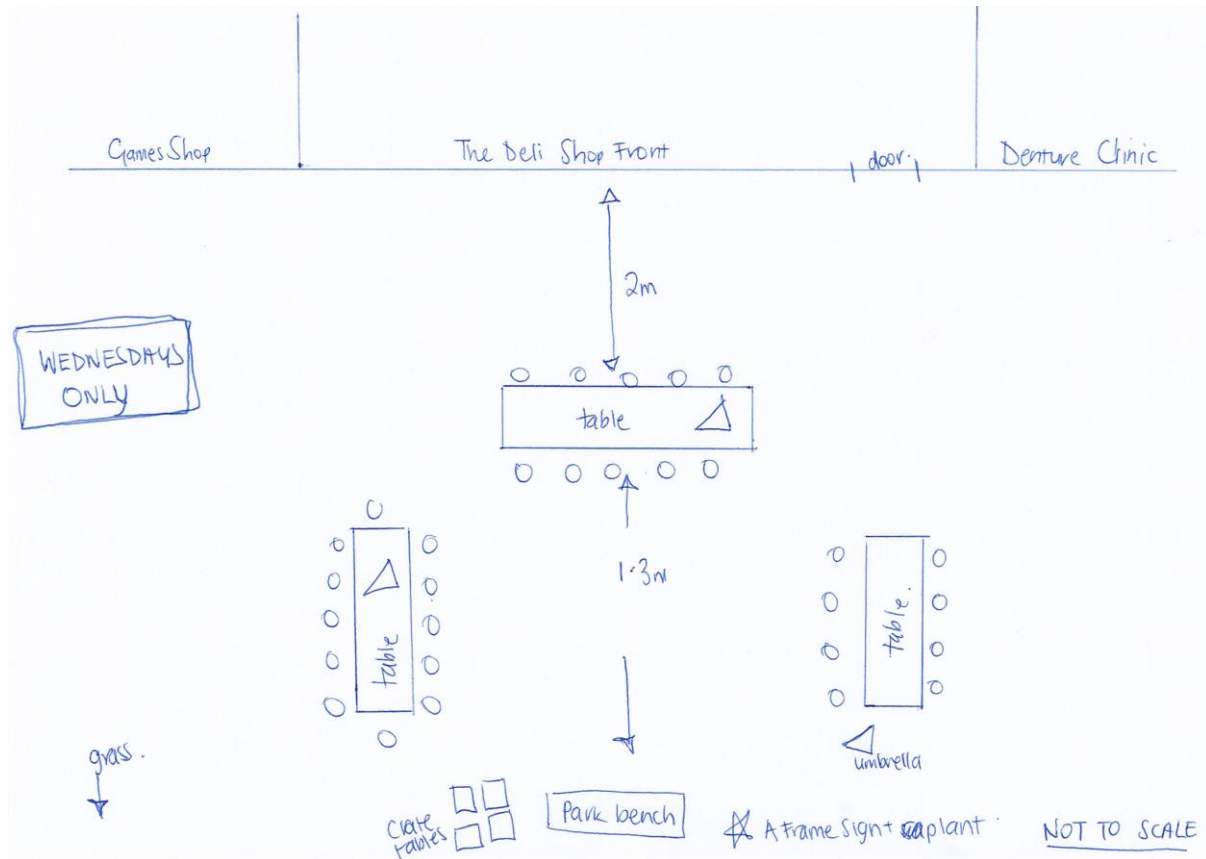 Games Shop
The Deli Shop Front
door.
Denture Clinic
2m
WEDNESDAYS
ONLY
table
1.3m
table
table.
umbrella
grass.
Crate
tables
Park bench
A Frame Sign + plant.
NOT TO SCALE